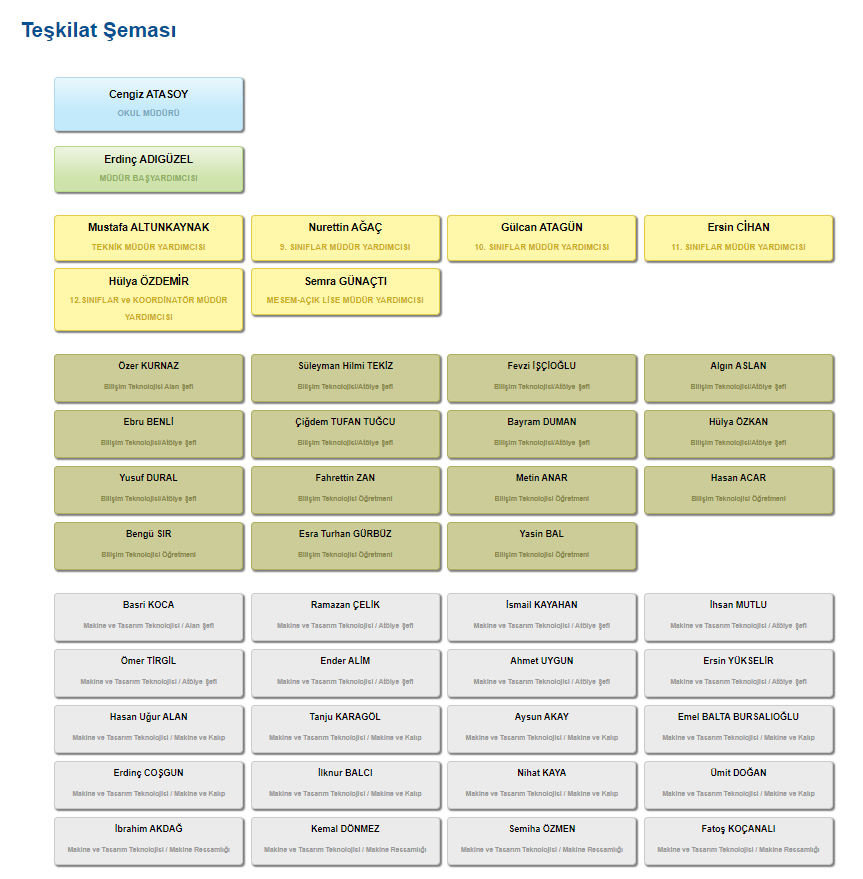 Teşkilat Şeması
Cengiz ATASOY
OKUL MÜDÜRÜ
Erdinç ADIGÜZEL
MÜDÜR BAŞYARDIMCISI
Mustafa ALTUNKAYNAK
TEKNİK MÜDÜR YARDIMCISI
Nurettin AĞAÇ
9. SINIFLAR MÜDÜR YARDIMCISI
Gülcan ATAGÜN
10. SINIFLAR MÜDÜR YARDIMCISI
Ersin CİHAN
11. SINIFLAR MÜDÜR YARDIMCISI
Hülya ÖZDEMİR
12.SINIFLAR ve KOORDİNATÖR MÜDÜR
YARDIMCISI
Semra GÜNAÇTI
MESEM-AÇIK LİSE MÜDÜR YARDIMCISI
Özer KURNAZ
Bilişim Teknolojisi Alan Şefi
Süleyman Hilmi TEKİZ
Bilişim Teknolojisi/Atölye Şefi
Fevzi İŞÇİOĞLU
Bilişim Teknolojisi/Atölye Şefi
Algın ASLAN
Bilişim Teknolojisi/Atölye Şefi
Ebru BENLİ
Bilişim Teknolojisi/Atölye Şefi
Çiğdem TUFAN TUĞCU
Bilişim Teknolojisi/Atölye Şefi
Bayram DUMAN
Bilişim Teknolojisi/Atölye Şefi
Hülya ÖZKAN
Bilişim Teknolojisi/Atölye Şefi
Yusuf DURAL
Bilişim Teknolojisi/Atölye Şefi
Fahrettin ZAN
Bilişim Teknolojisi Öğretmeni
Metin ANAR
Bilişim Teknolojisi Öğretmeni
Hasan ACAR
Bilişim Teknolojisi Öğretmeni
Bengü SIR
Bilişim Teknolojisi Öğretmeni
Esra Turhan GÜRBÜZ
Bilişim Teknolojisi Öğretmeni
Yasin BAL
Bilişim Teknolojisi Öğretmeni
Basri KOCA
Makine ve Tasarım Teknolojisi / Alan Şefi
Ramazan ÇELİK
Makine ve Tasarım Teknolojisi / Atölye Şefi
İsmail KAYAHAN
Makine ve Tasarım Teknolojisi / Atölye Şefi
İhsan MUTLU
Makine ve Tasarım Teknolojisi / Atölye Şefi
Ömer TİRGİL
Makine ve Tasarım Teknolojisi / Atölye Şefi
Ender ALİM
Makine ve Tasarım Teknolojisi / Atölye Şefi
Ahmet UYGUN
Makine ve Tasarım Teknolojisi / Atölye Şefi
Ersin YÜKSELİR
Makine ve Tasarım Teknolojisi / Atölye Şefi
Hasan Uğur ALAN
Makine ve Tasarım Teknolojisi / Makine ve Kalıp
Tanju KARAGÖL
Makine ve Tasarım Teknolojisi / Makine ve Kalıp
Aysun AKAY
Makine ve Tasarım Teknolojisi / Makine ve Kalıp
Emel BALTA BURSALIOĞLU
Makine ve Tasarım Teknolojisi / Makine ve Kalıp
Erdinç COŞGUN
Makine ve Tasarım Teknolojisi / Makine ve Kalıp
İlknur BALCI
Makine ve Tasarım Teknolojisi / Makine ve Kalıp
Nihat KAYA
Makine ve Tasarım Teknolojisi / Makine ve Kalıp
Ümit DOĞAN
Makine ve Tasarım Teknolojisi / Makine ve Kalıp
İbrahim AKDAĞ
Makine ve Tasarım Teknolojisi / Makine Ressamlığı
Kemal DÖNMEZ
Makine ve Tasarım Teknolojisi / Makine Ressamlığı
Semiha ÖZMEN
Makine ve Tasarım Teknolojisi / Makine Ressamlığı
Fatoş KOÇANALI
Makine ve Tasarım Teknolojisi / Makine Ressamlığı